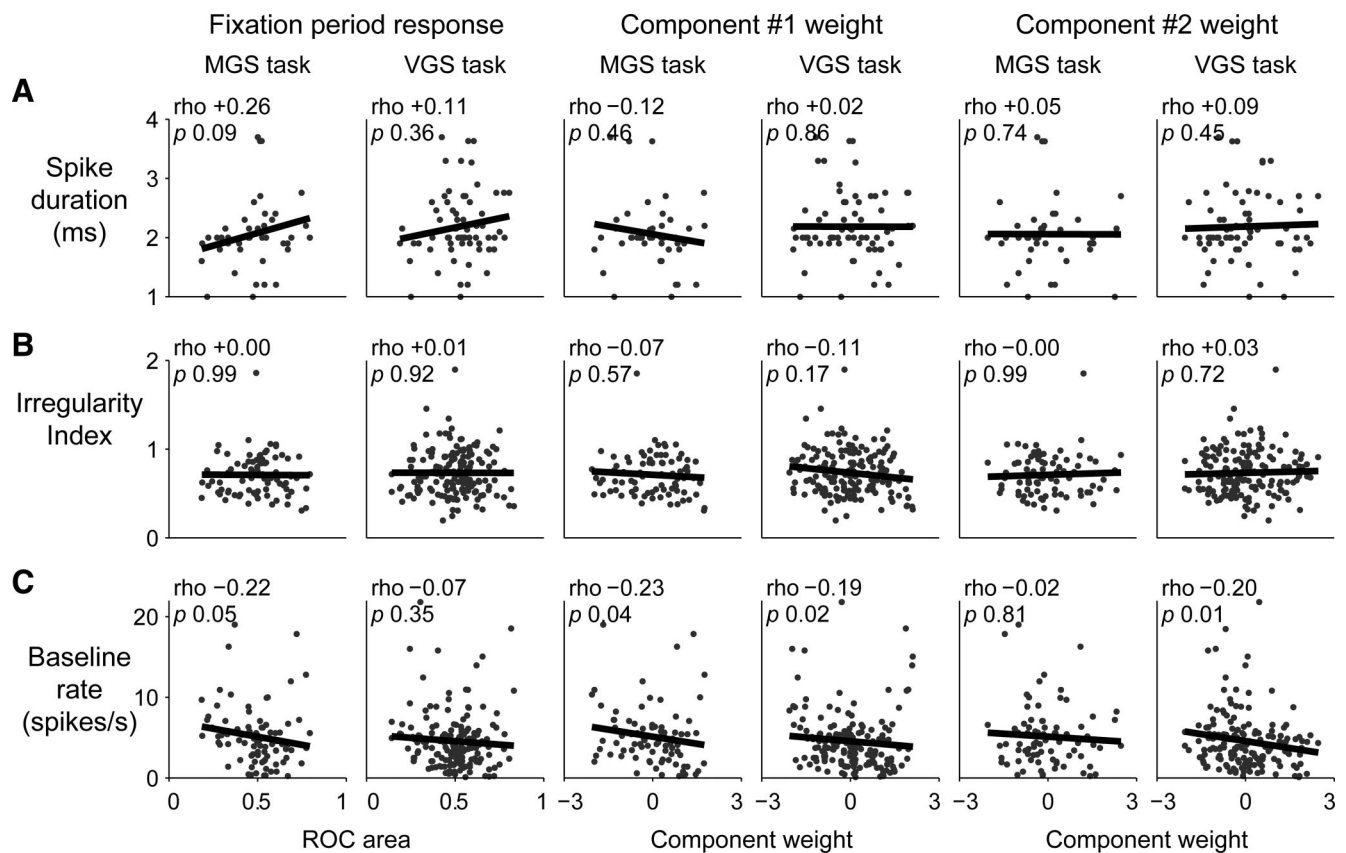 Fixation period response Component #1 weight Component #2 weight
MGS task VGS task MGS task VGS task MGS task VGS task
A
rho +0.26 rho +0.11 rho −0.12 rho +0.02 rho +0.05 rho +0.09
p 0.09 p 0.36 p 0.46 p 0.86 p 0.74 p 0.45
Spike
duration
(ms)
4
3
2
1
B
rho +0.00 rho +0.01 rho −0.07 rho −0.11 rho −0.00 rho +0.03
p 0.99 p 0.92 p 0.57 p 0.17 p 0.99 p 0.72
Irregularity
Index
2
1
0
C
rho −0.22 rho −0.07 rho −0.23 rho −0.19 rho −0.02 rho −0.20
p 0.05 p 0.35 p 0.04 p 0.02 p 0.81 p 0.01
Baseline
rate
(spikes/s)
20
10
0
0 0.5 1 0 0.5 1 −3 0 3 −3 0 3 −3 0 3 −3 0 3
ROC area Component weight Component weight